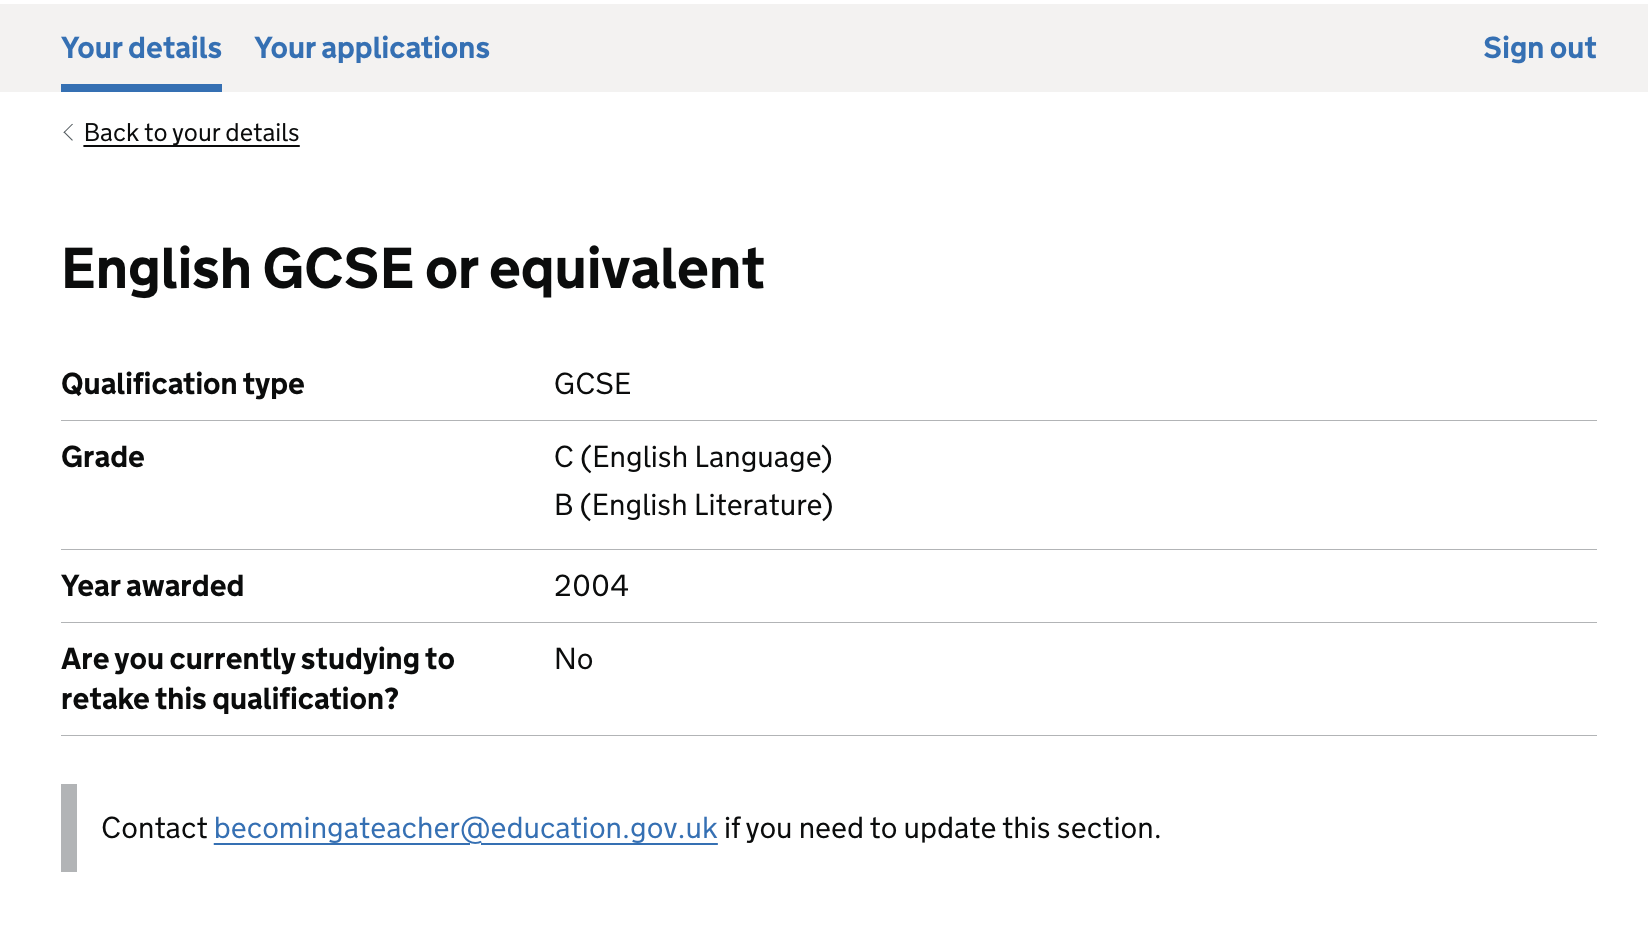 Your details Your applications Sign out
Back to your details
English GCSE or equivalent
Qualification type GCSE
Grade C (English Language)
B (English Literature)
Year awarded 2004
Are you currently studying to No
retake this qualification?
Contact becomingateacher@education.gov.uk if you need to update this section.